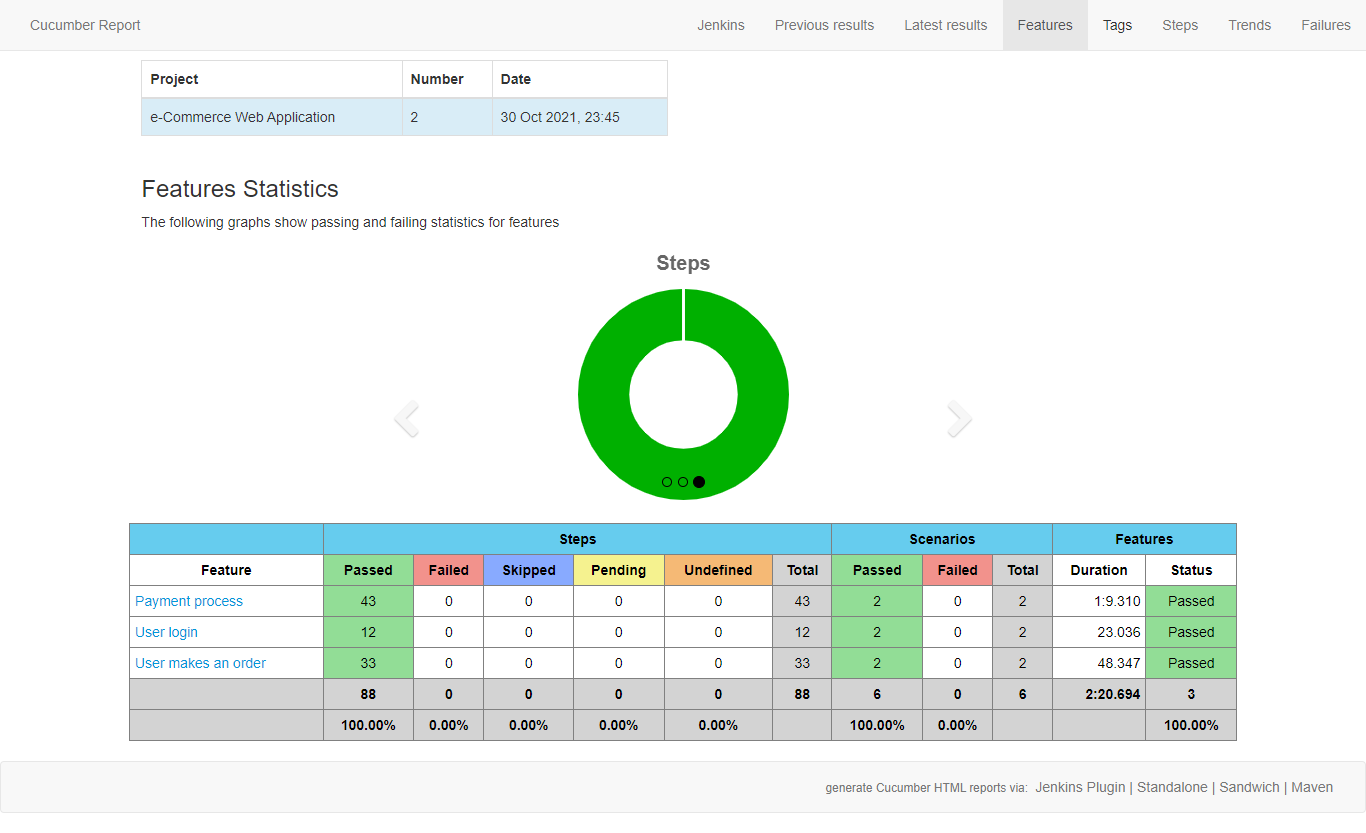 Cucumber Report Jenkins Previous results Latest results Features Tags Steps Trends Failures
Project Number Date
e-Commerce Web Application 2 30 Oct 2021, 23:45
Features Statistics
The following graphs show passing and failing statistics for features
Steps
Steps Scenarios Features
Feature Passed Failed Skipped Pending Undefined Total Passed Failed Total Duration Status
Payment process 43 0 0 0 0 43 2 0 2 1:9.310 Passed
User login 12 0 0 0 0 12 2 0 2 23.036 Passed
User makes an order 33 0 0 0 0 33 2 0 2 48.347 Passed
88 0 0 0 0 88 6 0 6 2:20.694 3
100.00% 0.00% 0.00% 0.00% 0.00% 100.00% 0.00% 100.00%
generate Cucumber HTML reports via: Jenkins Plugin | Standalone | Sandwich | Maven